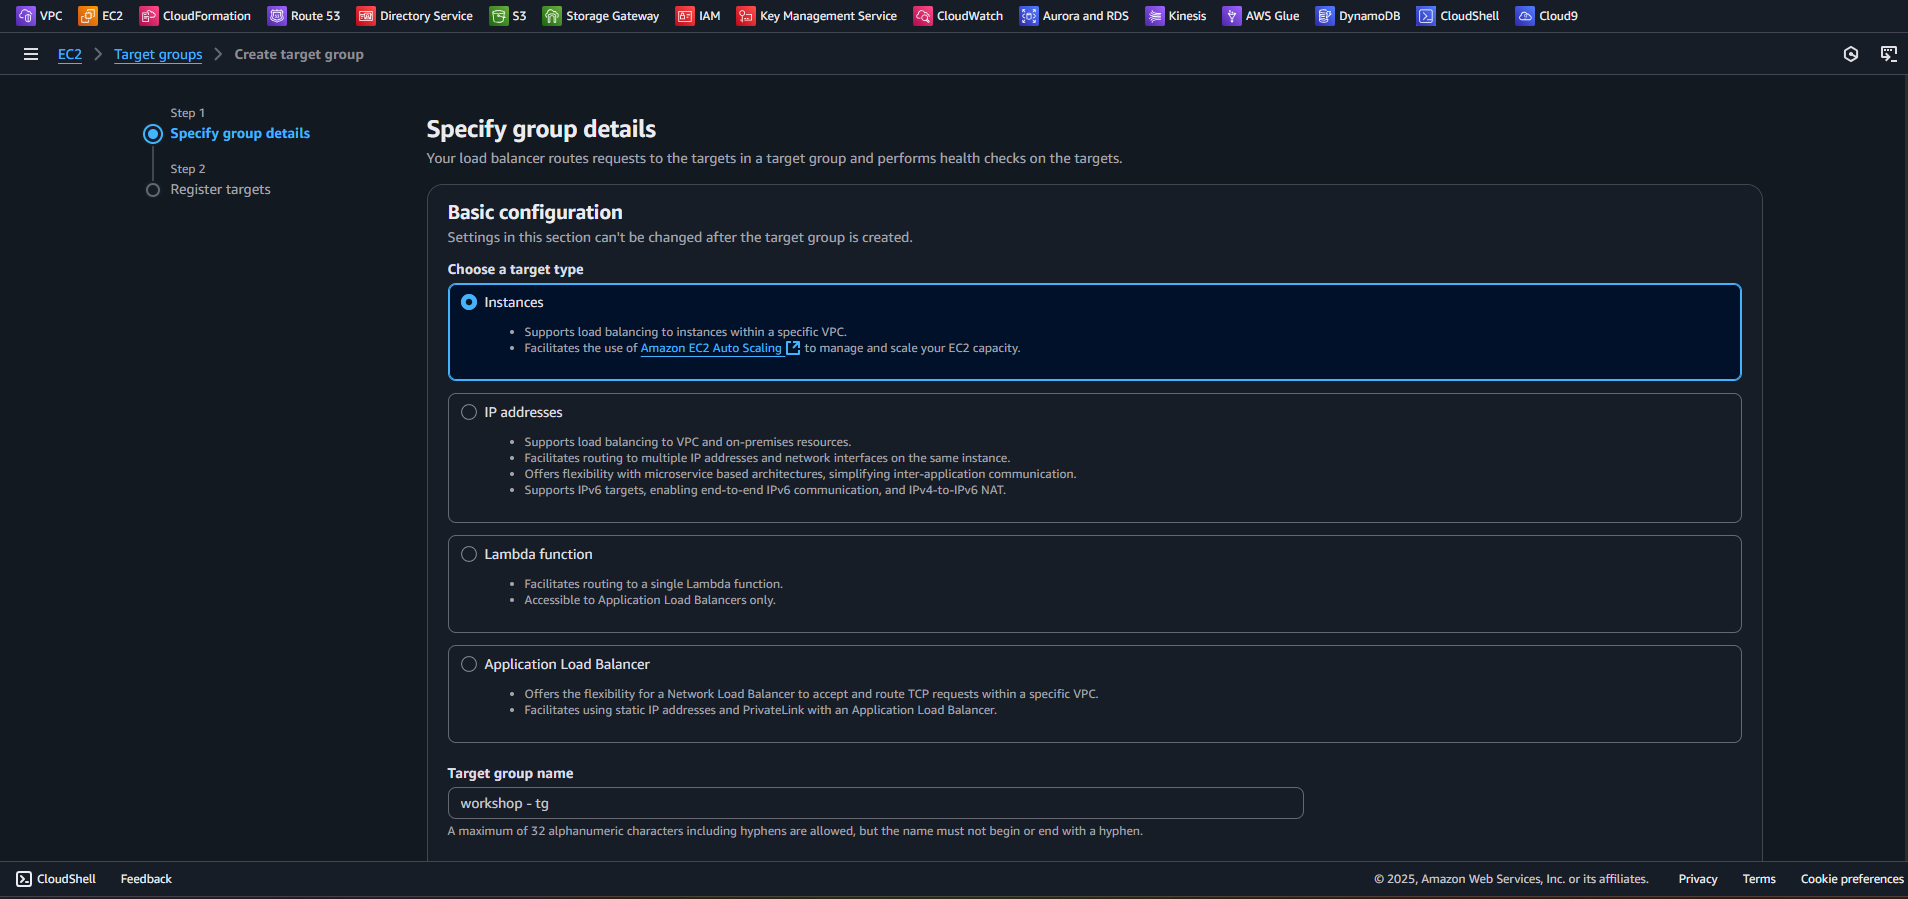 VPC EC2 CloudFormation Route 53 Directory Service S3 Storage Gateway IAM Key Management Service CloudWatch Aurora and RDS Kinesis AWS Glue DynamoDB CloudShell Cloud9
EC2 Target groups Create target group
Step 1
Specify group details
Step 2
Register targets
Specify group details
Your load balancer routes requests to the targets in a target group and performs health checks on the targets.
Basic configuration
Settings in this section can't be changed after the target group is created.
Choose a target type
Instances
• Supports load balancing to instances within a specific VPC.
• Facilitates the use of Amazon EC2 Auto Scaling to manage and scale your EC2 capacity.
IP addresses
• Supports load balancing to VPC and on-premises resources.
• Facilitates routing to multiple IP addresses and network interfaces on the same instance.
• Offers flexibility with microservice based architectures, simplifying inter-application communication.
• Supports IPv6 targets, enabling end-to-end IPv6 communication, and IPv4-to-IPv6 NAT.
Lambda function
• Facilitates routing to a single Lambda function.
• Accessible to Application Load Balancers only.
Application Load Balancer
• Offers the flexibility for a Network Load Balancer to accept and route TCP requests within a specific VPC.
• Facilitates using static IP addresses and PrivateLink with an Application Load Balancer.
Target group name
workshop - tg
A maximum of 32 alphanumeric characters including hyphens are allowed, but the name must not begin or end with a hyphen.
CloudShell Feedback © 2025, Amazon Web Services, Inc. or its affiliates. Privacy Terms Cookie preferences